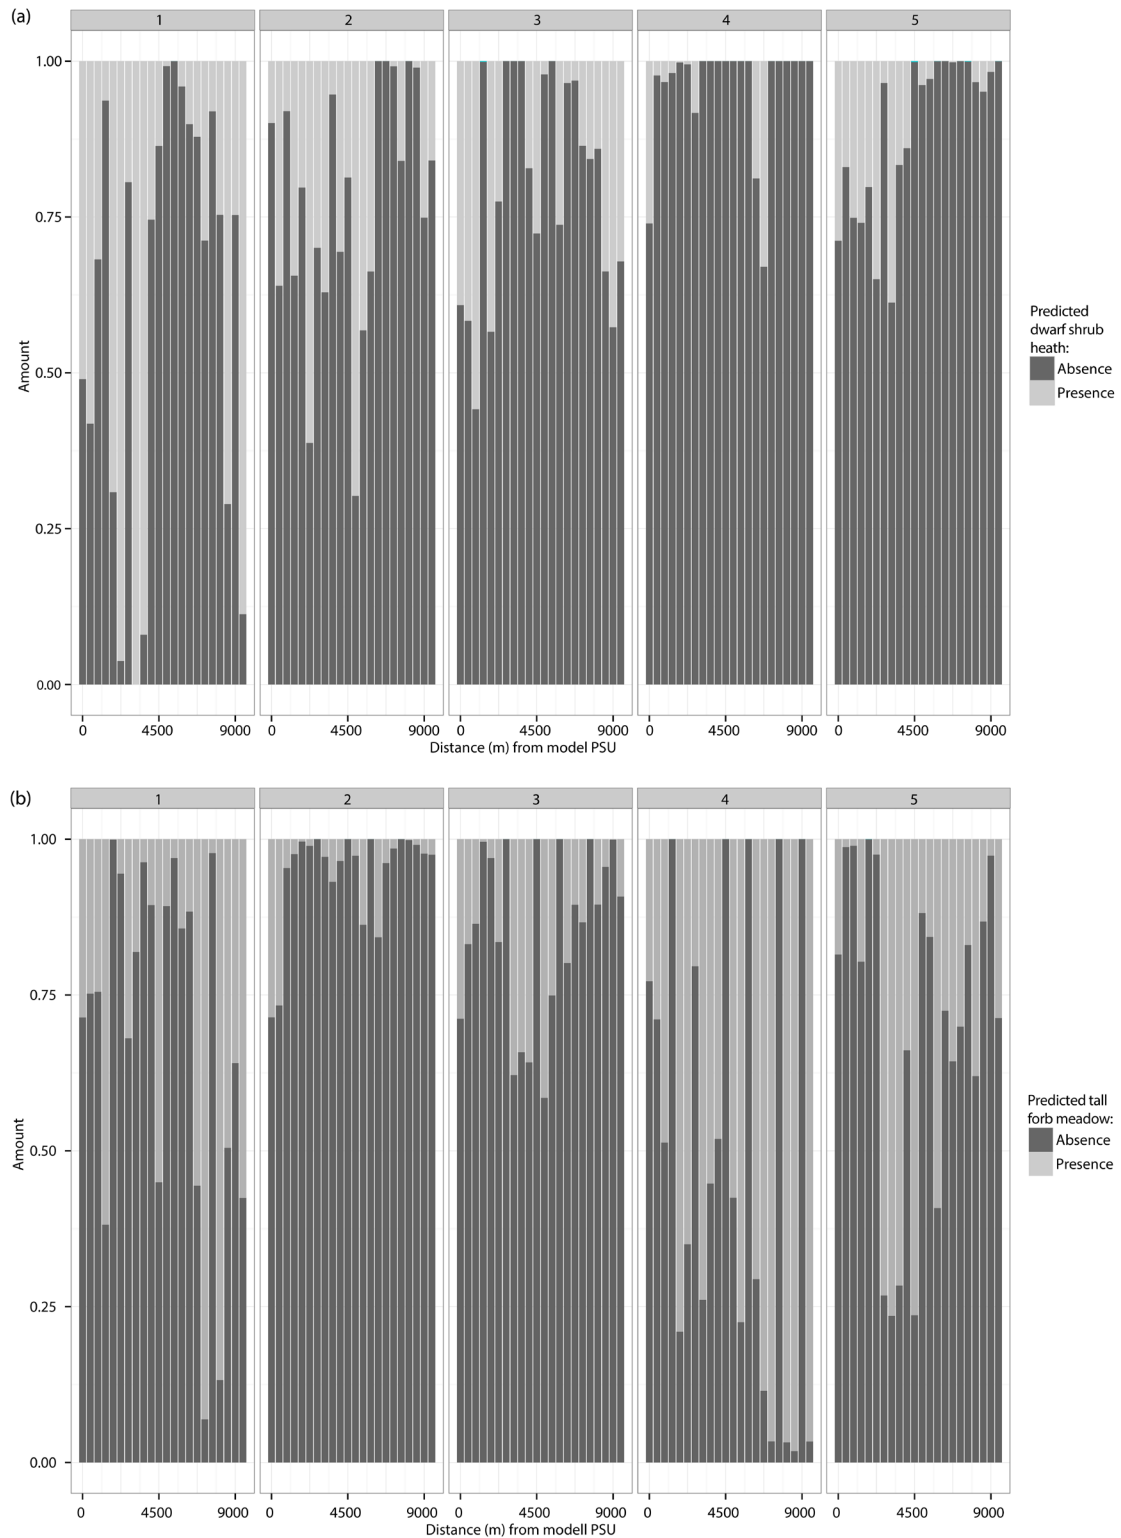 (a)
1 2 3 4 5
1.00
0.75
0.50
0.25
0.00
Amount
0 4500 9000 0 4500 9000 0 4500 9000 0 4500 9000 0 4500 9000
Distance (m) from model PSU
Predicted
dwarf shrub
heath:
Absence
Presence
(b)
1 2 3 4 5
1.00
0.75
0.50
0.25
0.00
Amount
0 4500 9000 0 4500 9000 0 4500 9000 0 4500 9000 0 4500 9000
Distance (m) from modell PSU
Predicted tall
forb meadow:
Absence
Presence